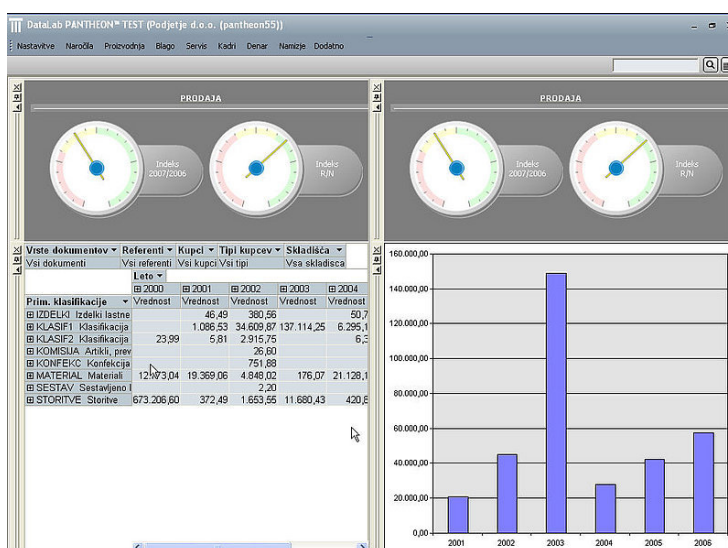 DataLab PANTHEON™ TEST (Podjetje d.o.o. (pantheon55))
Nastavitve Naročila Proizvodnja Blago Servis Kadri Denar Namizje Dodatno
PRODAJA
Indeks
2007/2006
Indeks
R/N
PRODAJA
Indeks
2007/2006
Indeks
R/N
Vrste dokumentov Referenti Kupci Tipi kupcev Skladišča
Vsi dokumenti Vsi referenti Vsi kupci Vsi tipi Vsa skladisca
Leto
2000 2001 2002 2003 2004
Prim. klasifikacije Vrednost Vrednost Vrednost Vrednost Vrednost
IZDELKI Izdelki lastne 46,49 380,56 50,7
KLASIF1 Klasifikacija 1.086,53 34.609,87 137.114,25 6.295,1
KLASIF2 Klasifikacija 23,99 5,81 2.915,75 6,3
KOMISIJA Artikli, prev 26,60
KONFEKC Konfekcija 751,88
MATERIAL Materiali 19.369,06 4.848,02 176,07 21.128,1
SESTAV Sestavljeno 2,20
STORITVE Storitve 673.206,60 372,49 1.653,55 11.680,43 420,8
160.000,00
140.000,00
120.000,00
100.000,00
80.000,00
60.000,00
40.000,00
20.000,00
0,00
2001 2002 2003 2004 2005 2006